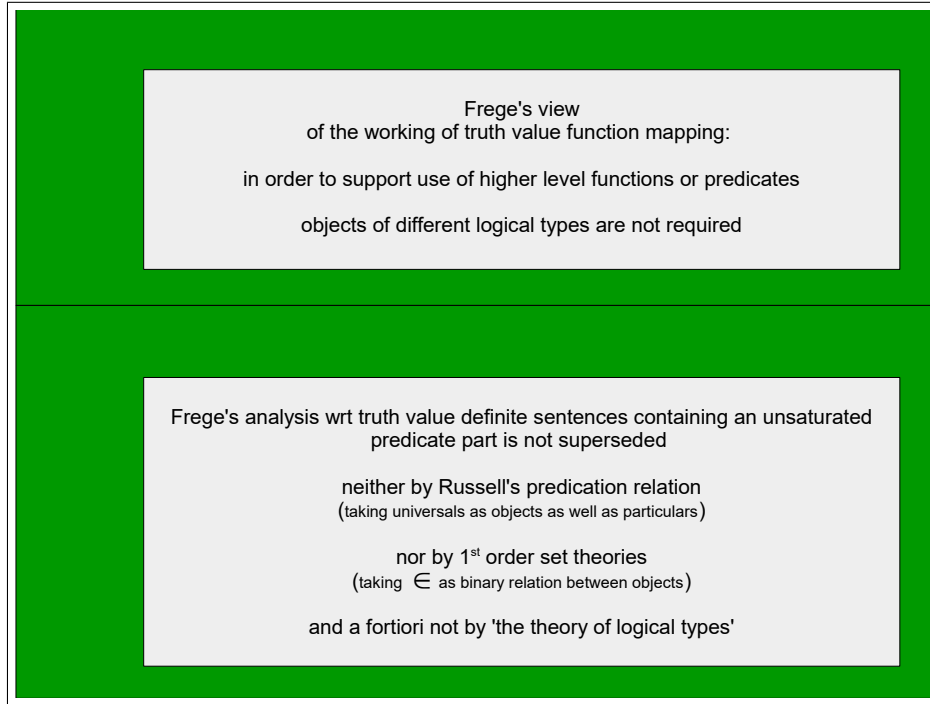 Frege's view
of the working of truth value function mapping:
in order to support use of higher level functions or predicates
objects of different logical types are not required
Frege's analysis wrt truth value definite sentences containing an unsaturated
predicate part is not superseded
neither by Russell's predication relation
(taking universals as objects as well as particulars)
nor by 1st order set theories
(taking ∈ as binary relation between objects)
and a fortiori not by 'the theory of logical types'